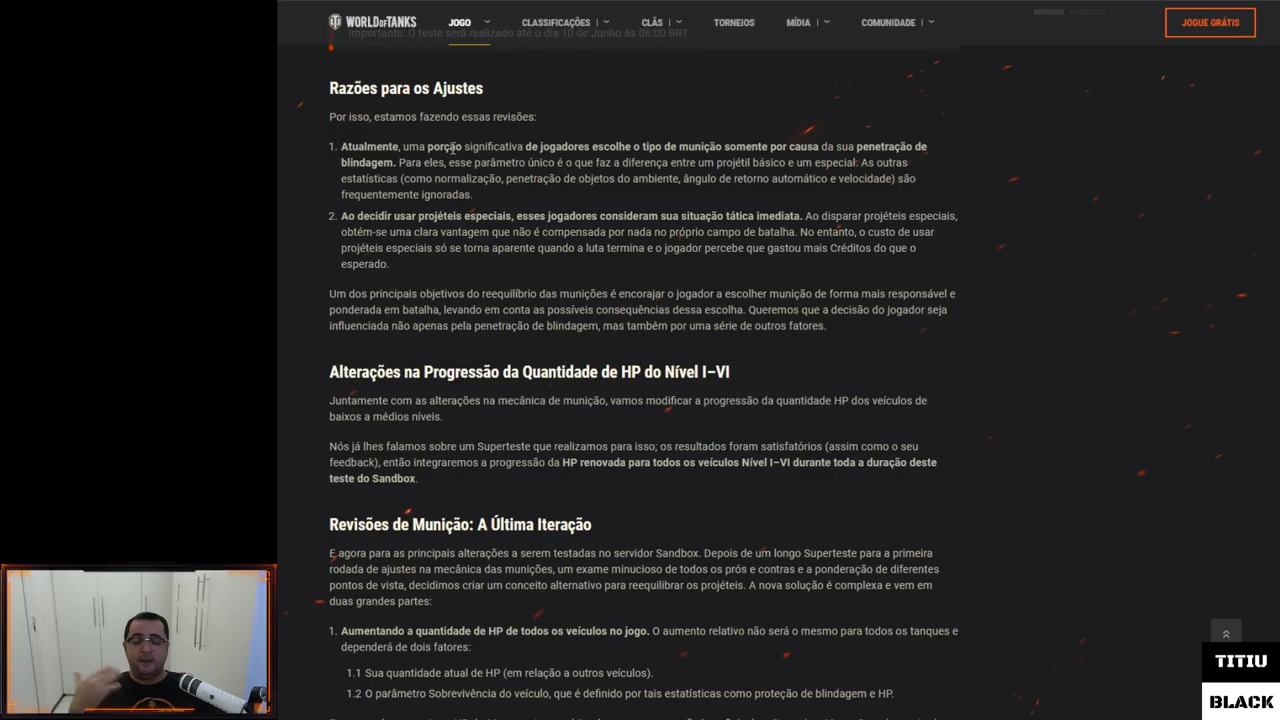 WORLD OF TANKS
JOGO
CLASSIFICAÇÕES
CLÃS
TORNEIOS
MÍDIA
COMUNIDADE
JOGUE GRÁTIS
Importante: O teste será realizado até o dia 10 de Junho às 06:00 BRT
Razões para os Ajustes
Por isso, estamos fazendo essas revisões:
1. Atualmente, uma porção significativa de jogadores escolhe o tipo de munição somente por causa da sua penetração de
blindagem. Para eles, esse parâmetro único é o que faz a diferença entre um projétil básico e um especial: As outras
estatísticas (como normalização, penetração de objetos do ambiente, ângulo de retorno automático e velocidade) são
frequentemente ignoradas.
2. Ao decidir usar projéteis especiais, esses jogadores consideram sua situação tática imediata. Ao disparar projéteis especiais,
obtém-se uma clara vantagem que não é compensada por nada no próprio campo de batalha. No entanto, o custo de usar
projéteis especiais só se torna aparente quando a luta termina e o jogador percebe que gastou mais Créditos do que o
esperado.
Um dos principais objetivos do reequilíbrio das munições é encorajar o jogador a escolher munição de forma mais responsável e
ponderada em batalha, levando em conta as possíveis consequências dessa escolha. Queremos que a decisão do jogador seja
influenciada não apenas pela penetração de blindagem, mas também por uma série de outros fatores.
Alterações na Progressão da Quantidade de HP do Nível I–VI
Juntamente com as alterações na mecânica de munição, vamos modificar a progressão da quantidade HP dos veículos de
baixos a médios níveis.
Nós já lhes falamos sobre um Superteste que realizamos para isso; os resultados foram satisfatórios (assim como o seu
feedback), então integraremos a progressão da HP renovada para todos os veículos Nível I–VI durante toda a duração deste
teste do Sandbox.
Revisões de Munição: A Última Iteração
E agora para as principais alterações a serem testadas no servidor Sandbox. Depois de um longo Superteste para a primeira
rodada de ajustes na mecânica das munições, um exame minucioso de todos os prós e contras e a ponderação de diferentes
pontos de vista, decidimos criar um conceito alternativo para reequilibrar os projéteis. A nova solução é complexa e vem em
duas grandes partes:
1. Aumentando a quantidade de HP de todos os veículos no jogo. O aumento relativo não será o mesmo para todos os tanques e
dependerá de dois fatores:
1.1 Sua quantidade atual de HP (em relação a outros veículos).
1.2 O parâmetro Sobrevivência do veículo, que é definido por tais estatísticas como proteção de blindagem e HP.
TITIU
BLACK